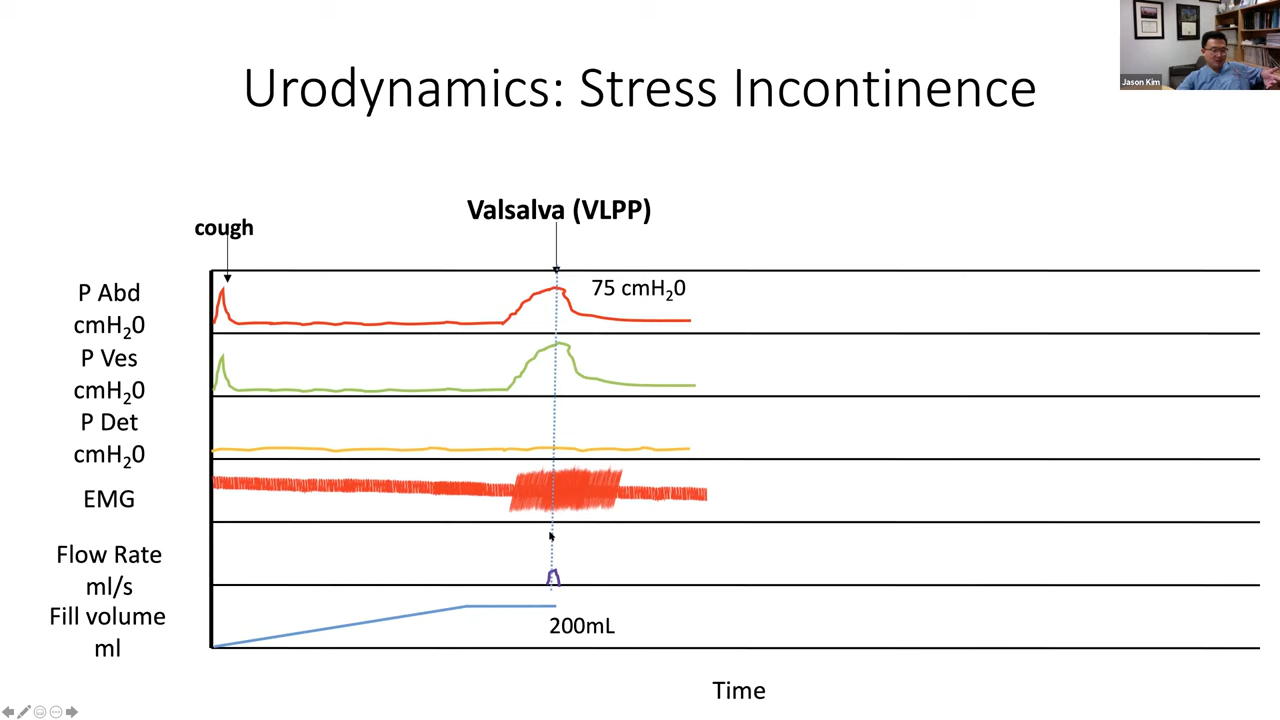 Jason Kim
Urodynamics: Stress Incontinence
Valsalva (VLPP)
cough
P Abd
cmH₂0
75 cmH₂0
P Ves
cmH₂0
P Det
cmH₂0
EMG
Flow Rate
ml/s
Fill volume
ml
200mL
Time